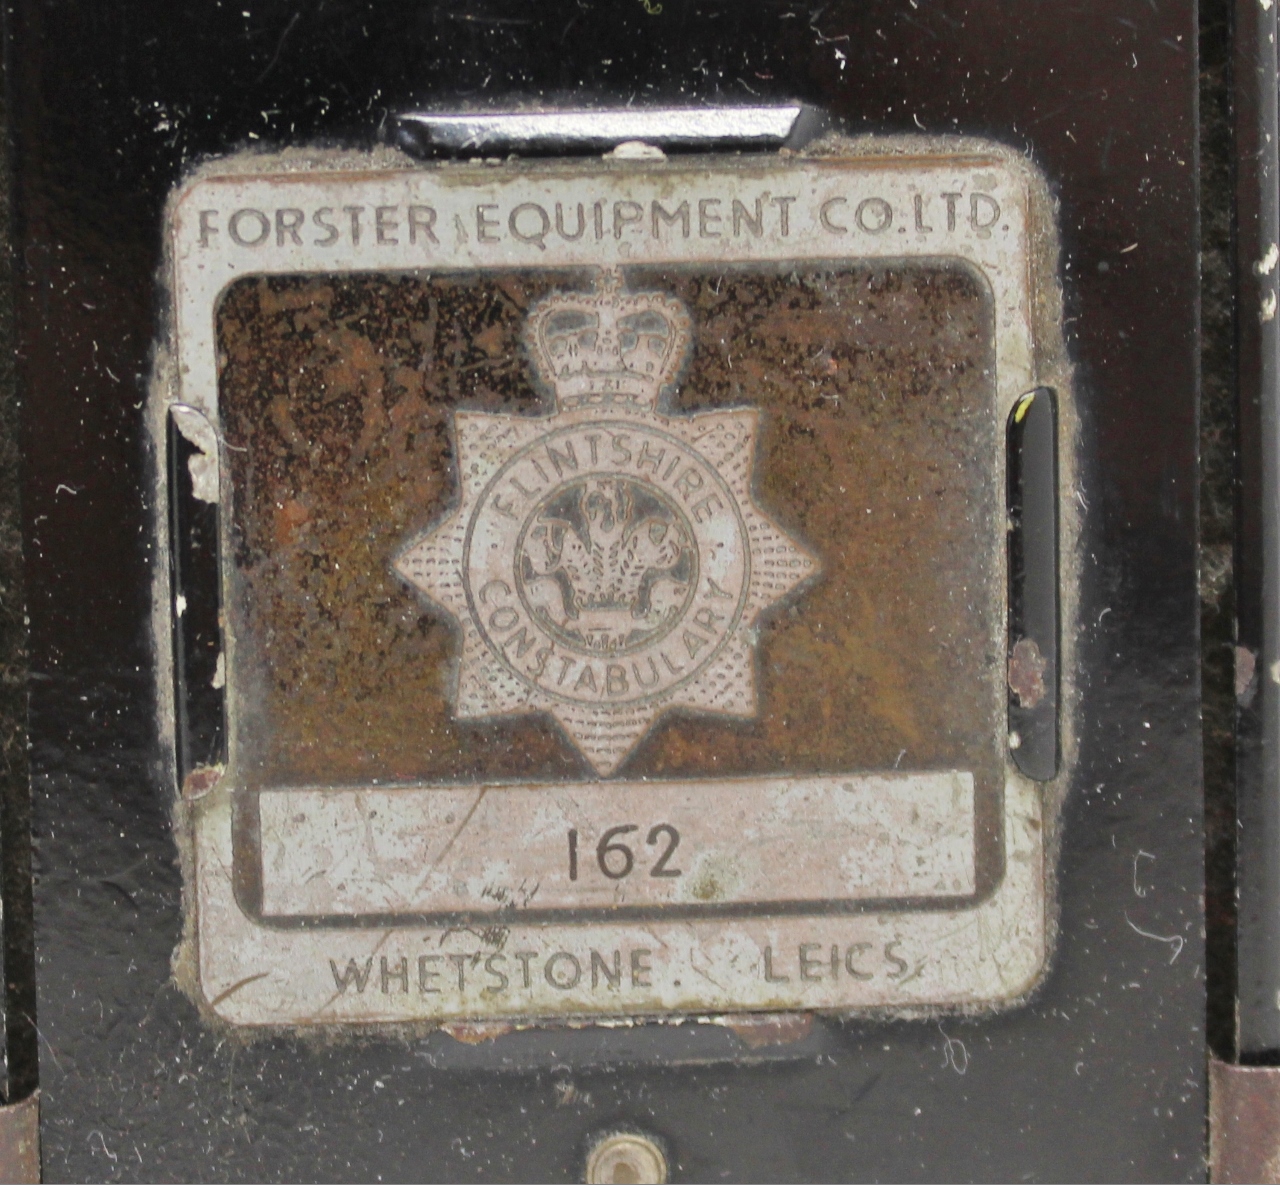 FORSTER EQUIPMENT CO.LTD.
FLINTSHIRE
CONSTABULARY
162
WHETSTONE. LEICS